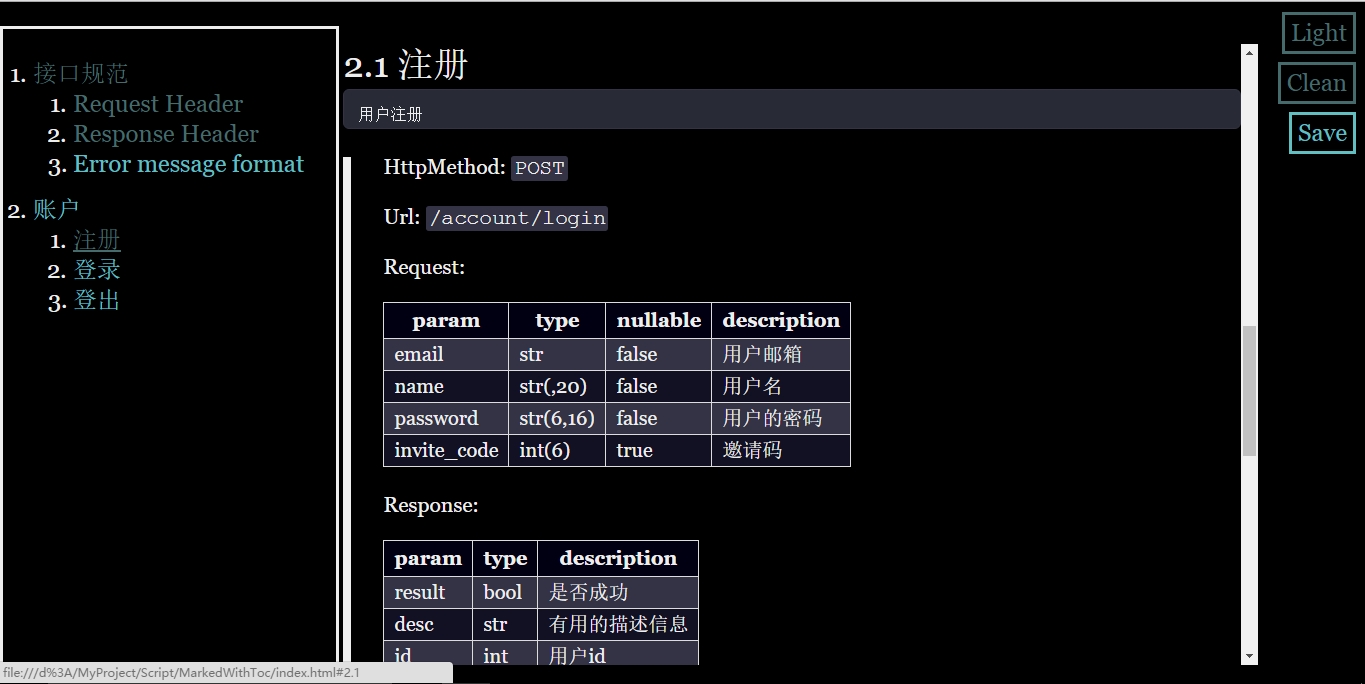 1. 接口规范
1. Request Header
2. Response Header
3. Error message format
2. 账户
1. 注册
2. 登录
3. 登出
2.1 注册
用户注册
HttpMethod: POST
Url: /account/login
Request:
param type nullable description
email str false 用户邮箱
name str(,20) false 用户名
password str(6,16) false 用户的密码
invite_code int(6) true 邀请码
Response:
param type description
result bool 是否成功
desc str 有用的描述信息
id int 用户id
Light
Clean
Save
file:///d%3A/MyProject/Script/MarkedWithToc/index.html#2.1